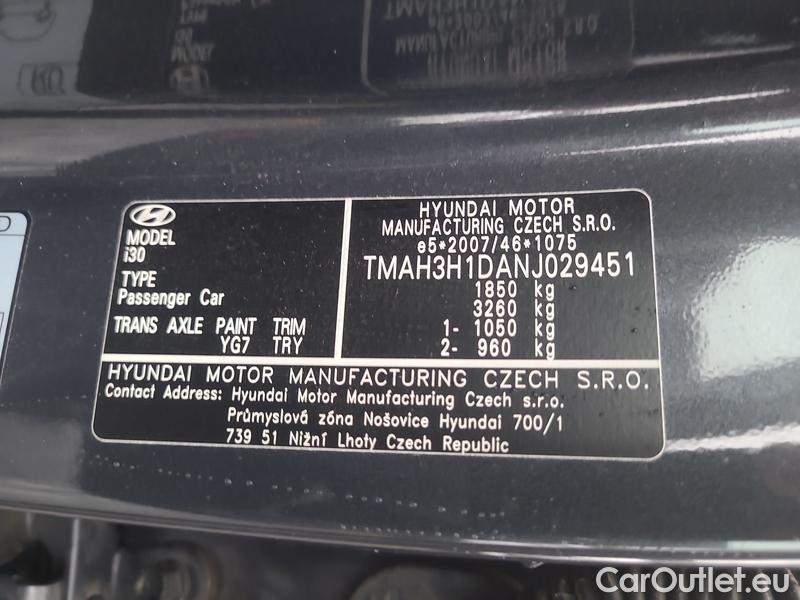 MODEL
i30
TYPE
Passenger Car
TRANS AXLE PAINT TRIM
YG7 TRY
HYUNDAI MOTOR
MANUFACTURING CZECH S.R.O.
e5*2007/46*1075
TMAH3H1DANJ029451
1850 kg
3260 kg
1- 1050 kg
2- 960 kg
HYUNDAI MOTOR MANUFACTURING CZECH S.R.O.
Contact Address: Hyundai Motor Manufacturing Czech s.r.o.
Průmyslová zóna Nošovice Hyundai 700/1
739 51 Nižní Lhoty Czech Republic
CarOutlet.eu